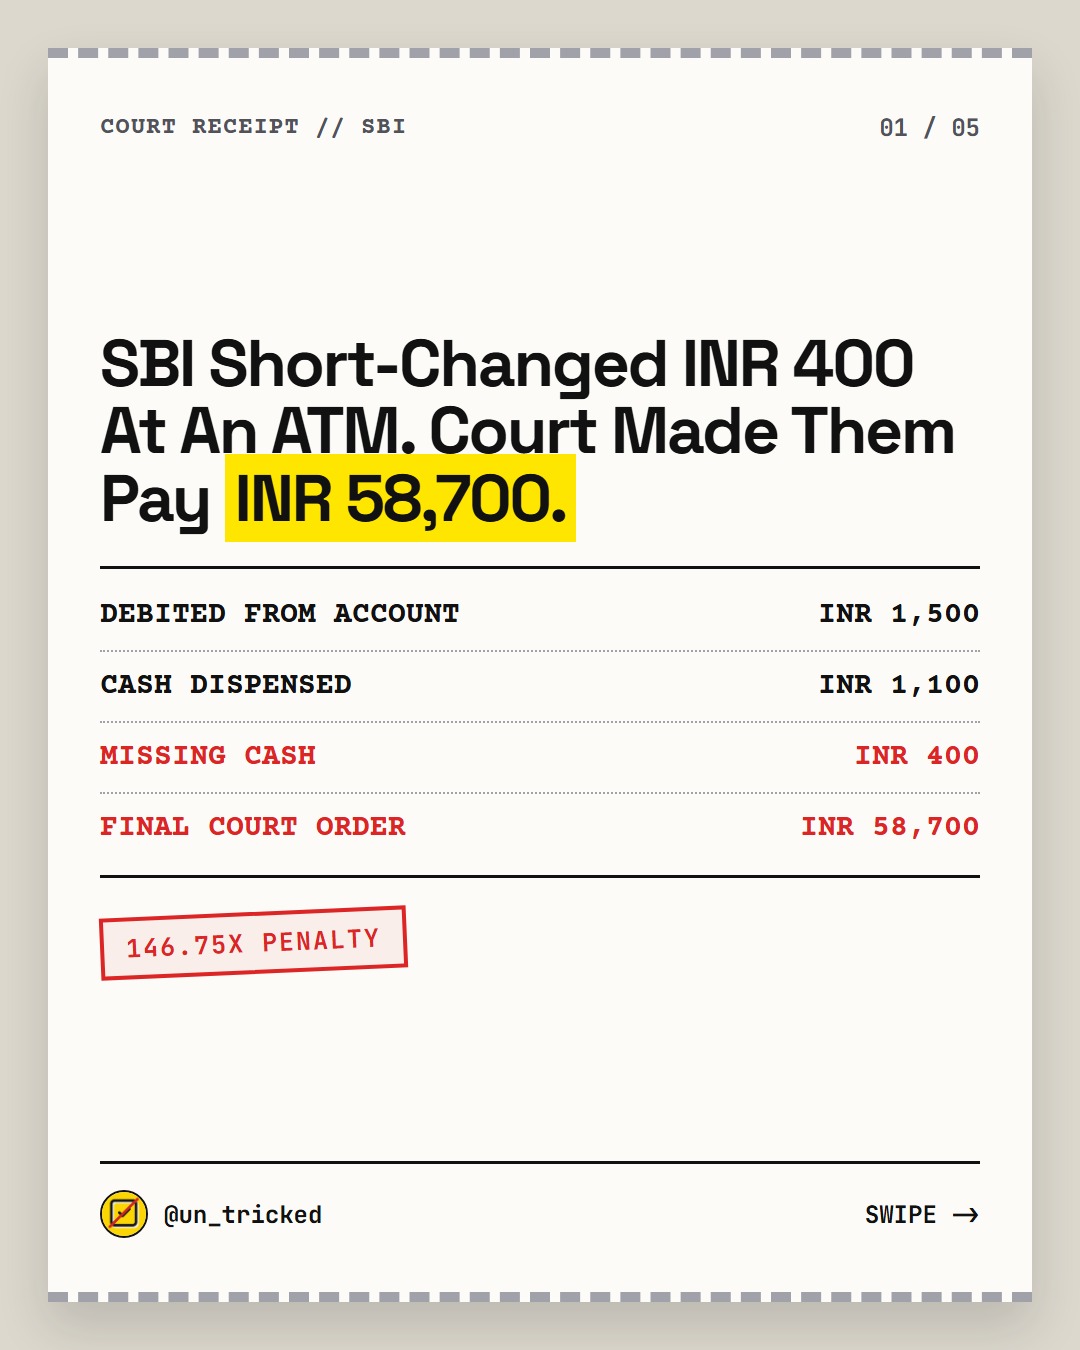 COURT RECEIPT // SBI
01 / 05
SBI Short-Changed INR 400
At An ATM. Court Made Them
Pay INR 58,700.
DEBITED FROM ACCOUNT INR 1,500
CASH DISPENSED INR 1,100
MISSING CASH INR 400
FINAL COURT ORDER INR 58,700
146.75X PENALTY
@un_tricked
SWIPE →